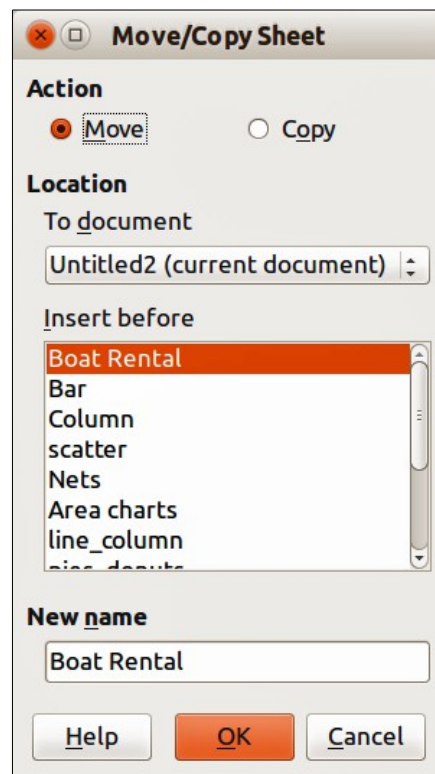 Move/Copy Sheet
Action
Move Copy
Location
To document
Untitled2 (current document)
Insert before
Boat Rental
Bar
Column
scatter
Nets
Area charts
line_column
pies_donuts
New name
Boat Rental
Help OK Cancel